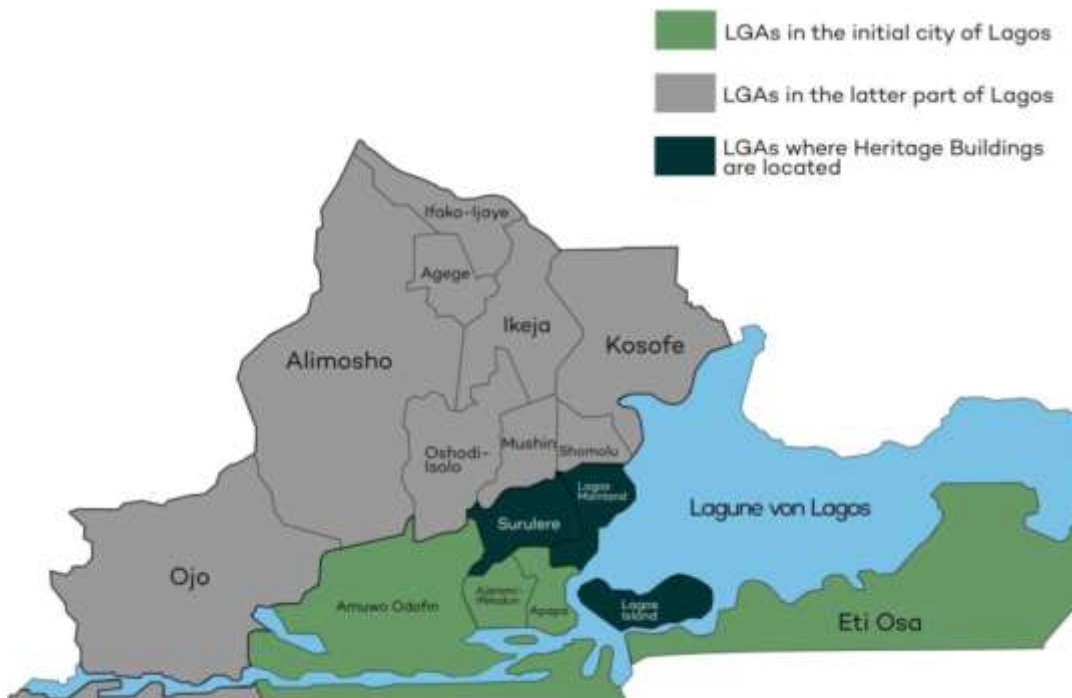 LGAs in the initial city of Lagos
LGAs in the latter part of Lagos
LGAs where Heritage Buildings
are located
Ifako-Ijaye
Agege
Ikeja
Kosofe
Alimosho
Oshodi-
Isolo
Mushin
Shomolu
Lagos
Mainland
Surulere
Lagune von Lagos
Ojo
Amuwo Odofin
Apapa
Lagos
Island
Eti Osa